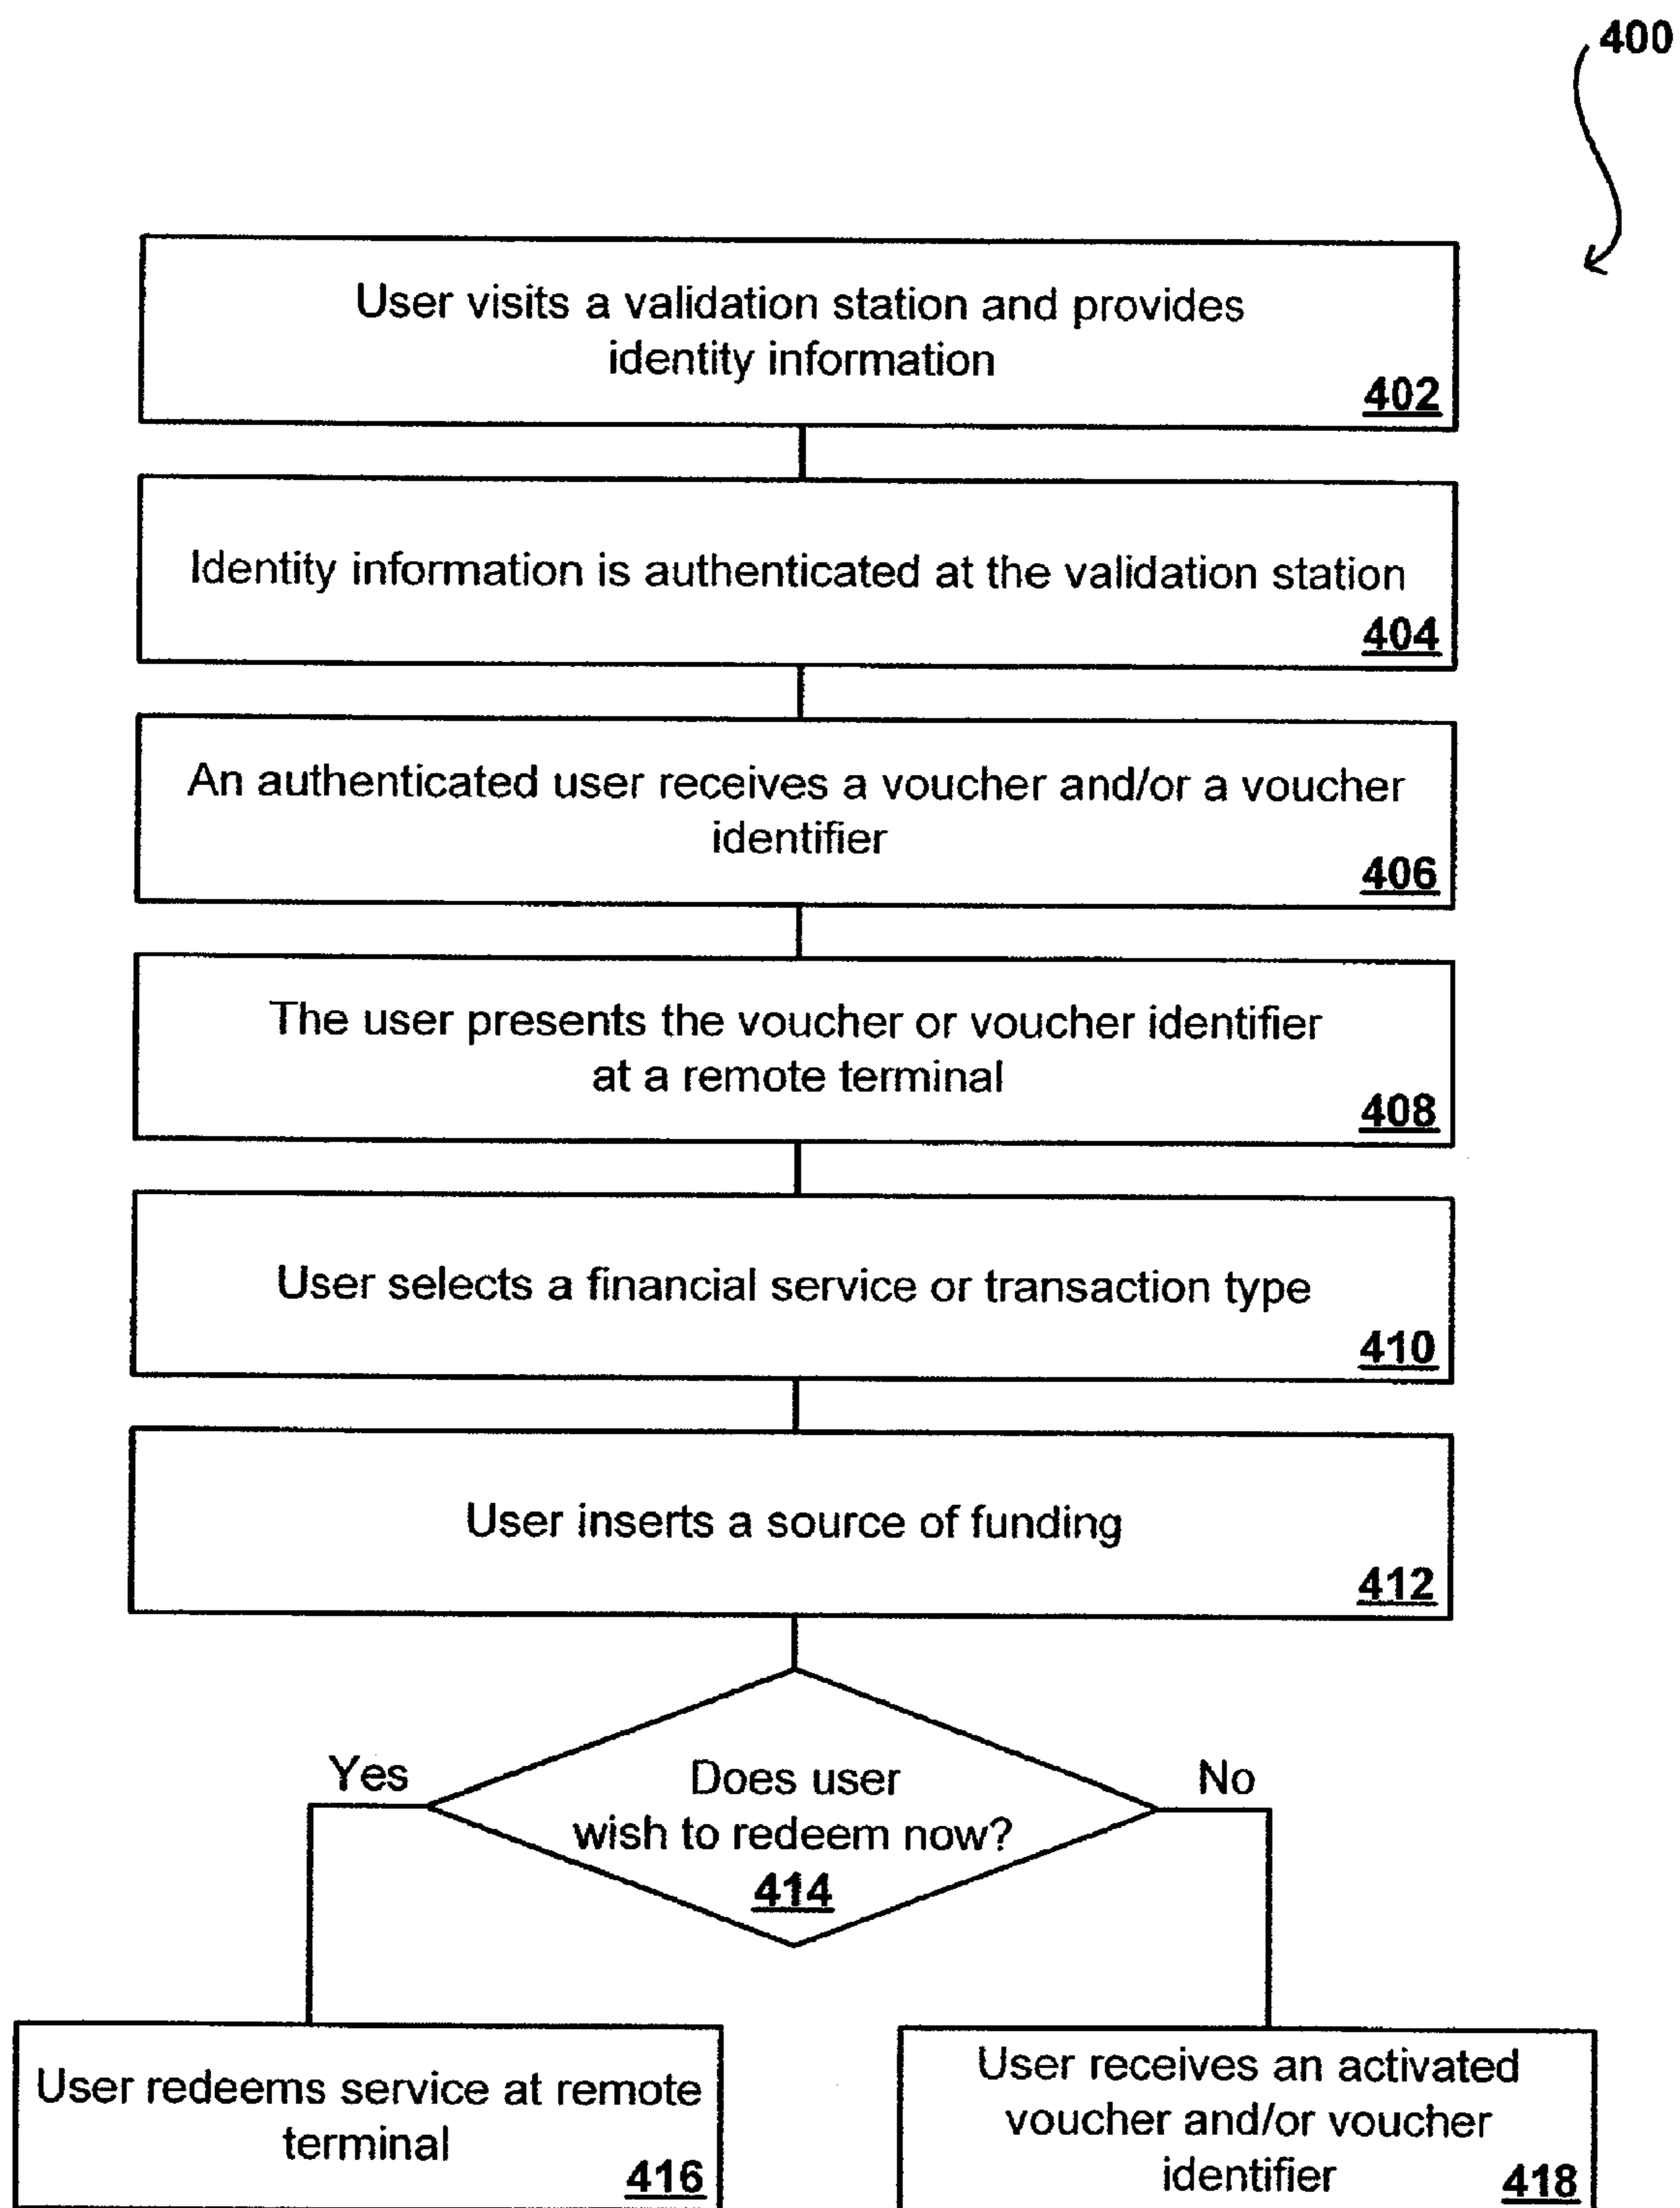 400
User visits a validation station and provides
identity information
402
Identity information is authenticated at the validation station
404
An authenticated user receives a voucher and/or a voucher
identifier
406
The user presents the voucher or voucher identifier
at a remote terminal
408
User selects a financial service or transaction type
410
User inserts a source of funding
412
Yes
Does user
wish to redeem now?
414
No
User redeems service at remote
terminal
416
User receives an activated
voucher and/or voucher
identifier
418